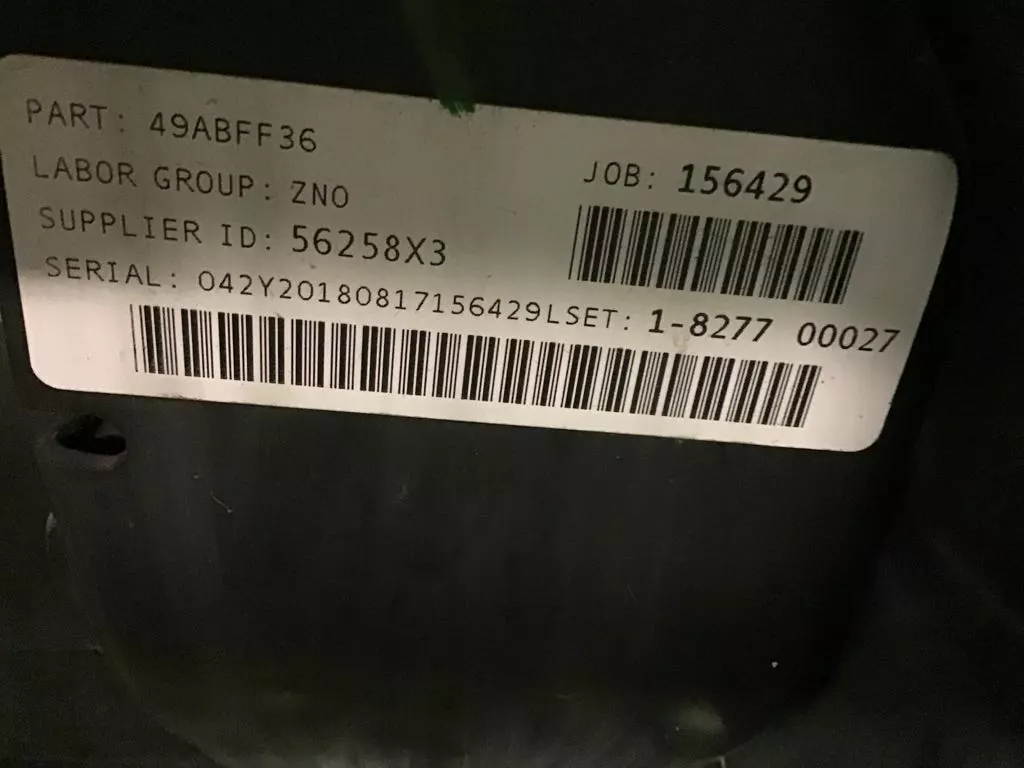 PART: 49ABFF36
JOB: 156429
LABOR GROUP: ZNO
SUPPLIER ID: 56258X3
SERIAL: 042Y20180817156429LSET: 1-8277 00027